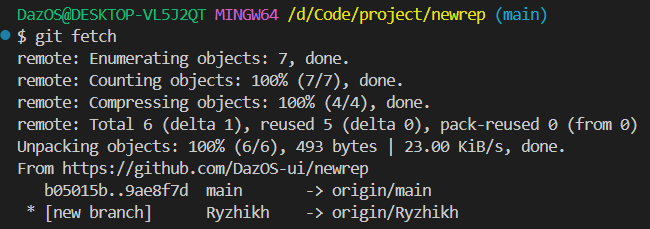 DazOS@DESKTOP-VL5J2QT MINGW64 /d/Code/project/newrep (main)
$ git fetch
remote: Enumerating objects: 7, done.
remote: Counting objects: 100% (7/7), done.
remote: Compressing objects: 100% (4/4), done.
remote: Total 6 (delta 1), reused 5 (delta 0), pack-reused 0 (from 0)
Unpacking objects: 100% (6/6), 493 bytes | 23.00 KiB/s, done.
From https://github.com/DazOS-ui/newrep
   b05015b..9ae8f7d  main       -> origin/main
 * [new branch]      Ryzhikh    -> origin/Ryzhikh